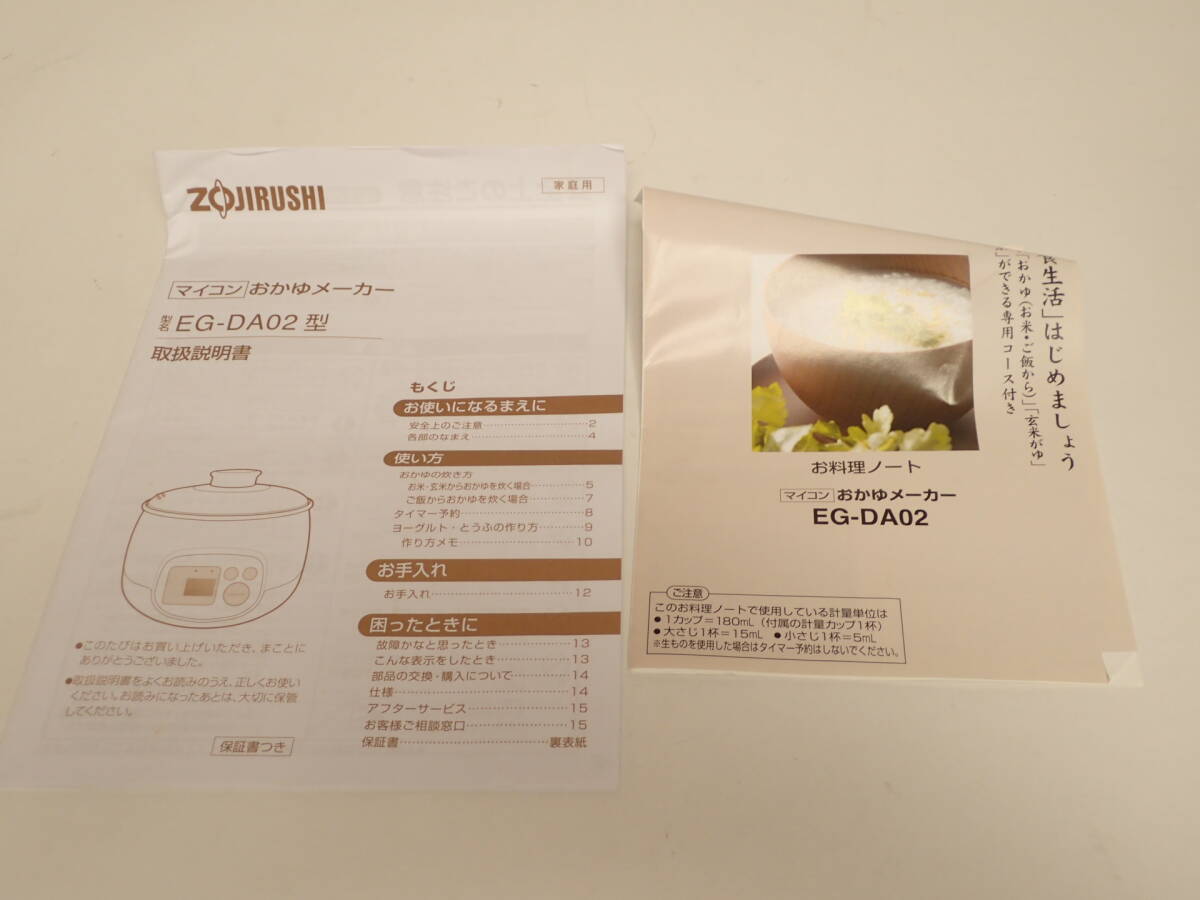 ZOJIRUSHI
家庭用
マイコン おかゆメーカー
型名 EG-DA02 型
取扱説明書
もくじ
お使いになるまえに
安全上のご注意……………………2
各部のなまえ………………………4
使い方
おかゆの炊き方
お米・玄米からおかゆを炊く場合…………5
ご飯からおかゆを炊く場合…………7
タイマー予約………………………8
ヨーグルト・とうふの作り方…………9
作り方メモ…………………………10
お手入れ
お手入れ……………………………12
困ったときに
故障かなと思ったとき………………13
こんな表示をしたとき………………13
部品の交換・購入について…………14
仕様…………………………………14
アフターサービス……………………15
お客様ご相談窓口……………………15
保証書………………………………裏表紙
●このたびはお買い上げいただき、まことに
ありがとうございました。
●取扱説明書をよくお読みのうえ、正しくお使い
ください。お読みになったあとは、大切に保管
してください。
保証書つき
生活」はじめましょう
「おかゆ(お米・ご飯から)」「玄米がゆ」
」ができる専用コース付き
お料理ノート
マイコン おかゆメーカー
EG-DA02
ご注意
このお料理ノートで使用している計量単位は
● 1カップ=180mL (付属の計量カップ1杯)
● 大さじ1杯=15mL ● 小さじ1杯=5mL
※生ものを使用した場合はタイマー予約はしないでください。